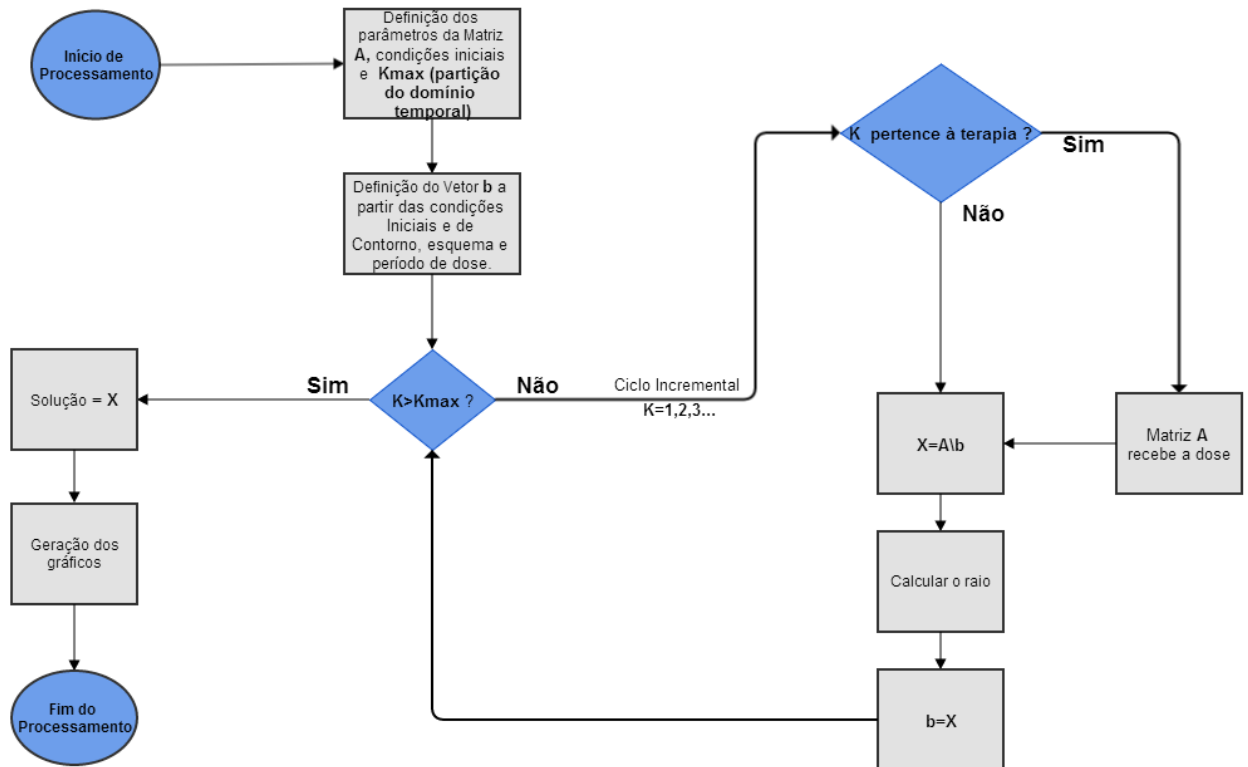 Início de
Processamento
Definição dos
parâmetros da Matriz
A, condições iniciais
e Kmax (partição
do domínio
temporal)
Definição do Vetor b a
partir das condições
Iniciais e de
Contorno, esquema e
período de dose.
K>Kmax ?
Sim
Não
Ciclo Incremental
K=1,2,3...
K pertence à terapia ?
Sim
Não
Matriz A
recebe a dose
X=A\b
Calcular o raio
b=X
Solução = X
Geração dos
gráficos
Fim do
Processamento